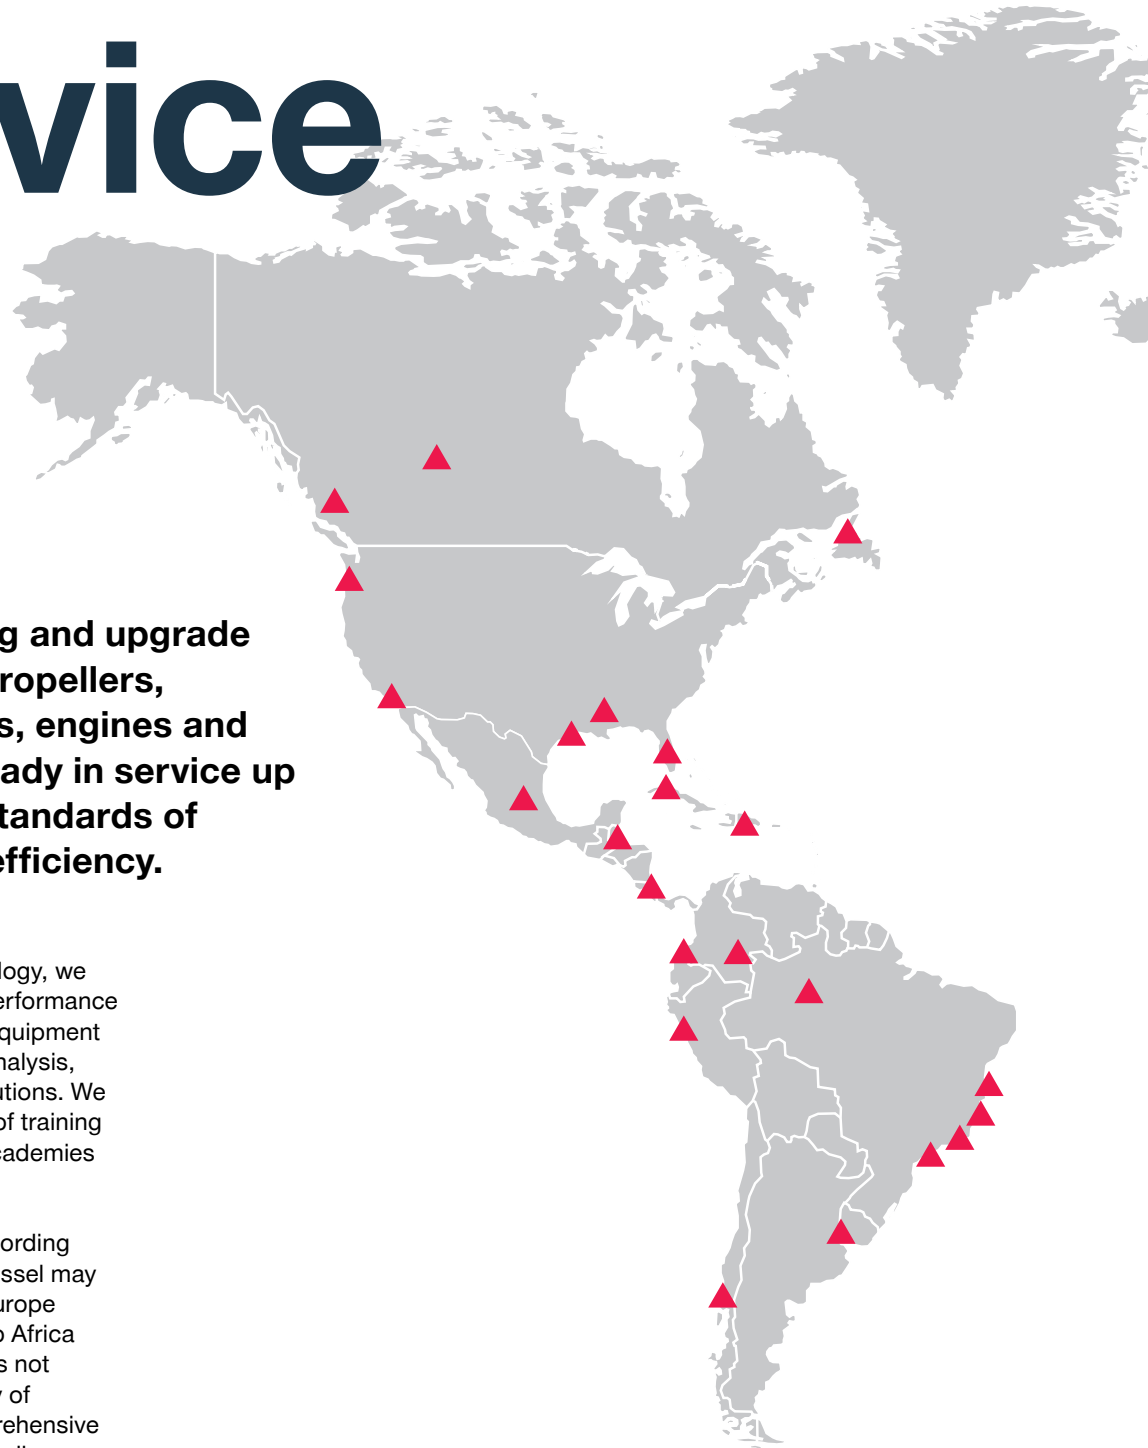 vice
g and upgrade
ropellers,
s, engines and
ady in service up
tandards of
efficiency.
logy, we
erformance
quipment
nalysis,
utions. We
of training
cademies
ording
ssel may
urope
o Africa
s not
y of
rehensive